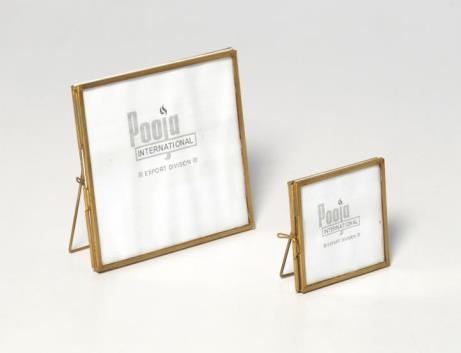 Pooja
INTERNATIONAL
EXPORT DIVISION
Pooja
INTERNATIONAL
EXPORT DIVISION